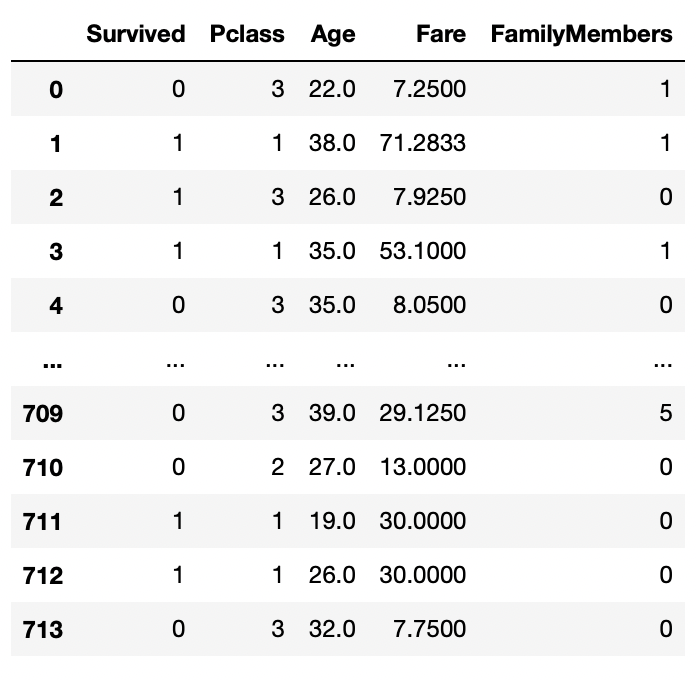 Survived Pclass Age Fare FamilyMembers
0 0 3 22.0 7.2500 1
1 1 1 38.0 71.2833 1
2 1 3 26.0 7.9250 0
3 1 1 35.0 53.1000 1
4 0 3 35.0 8.0500 0
... ... ... ... ... ...
709 0 3 39.0 29.1250 5
710 0 2 27.0 13.0000 0
711 1 1 19.0 30.0000 0
712 1 1 26.0 30.0000 0
713 0 3 32.0 7.7500 0